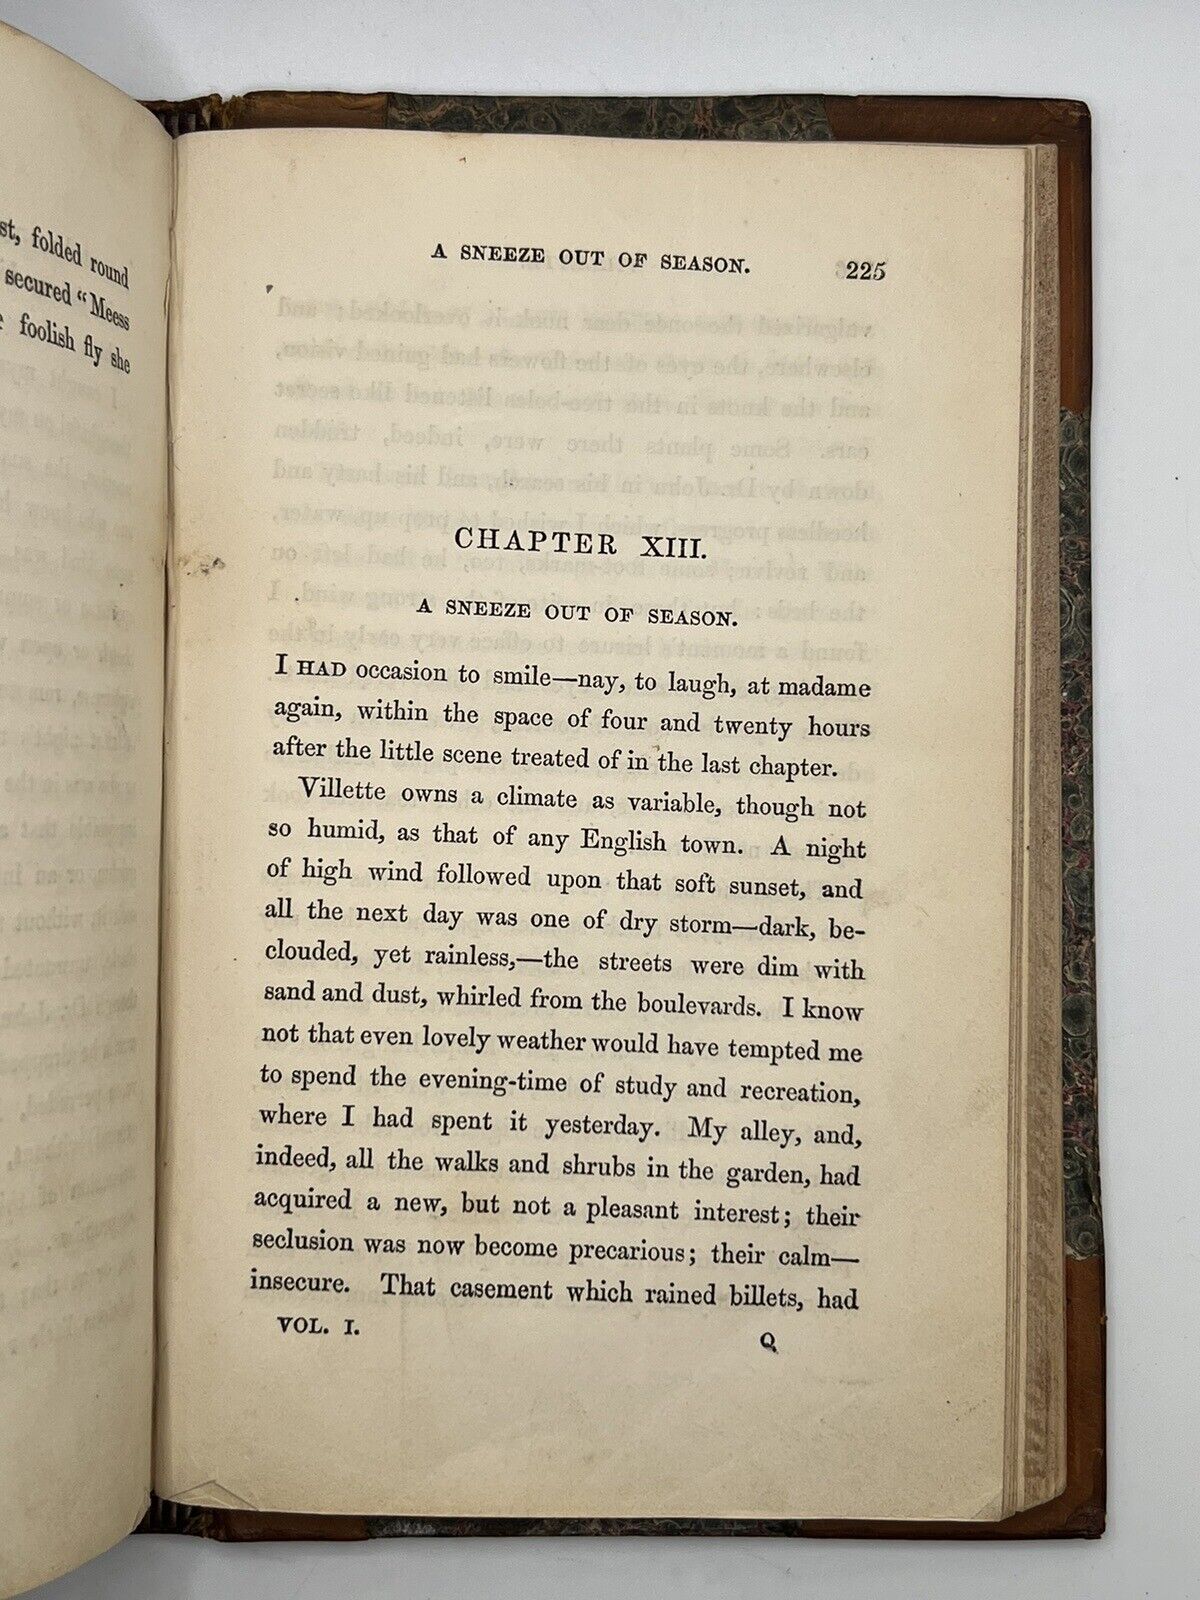 st, folded round
secured "Meess
foolish fly she
A SNEEZE OUT OF SEASON. 225
CHAPTER XIII.
A SNEEZE OUT OF SEASON.
I HAD occasion to smile—nay, to laugh, at madame
again, within the space of four and twenty hours
after the little scene treated of in the last chapter.
Villette owns a climate as variable, though not
so humid, as that of any English town. A night
of high wind followed upon that soft sunset, and
all the next day was one of dry storm—dark, be-
clouded, yet rainless,—the streets were dim with
sand and dust, whirled from the boulevards. I know
not that even lovely weather would have tempted me
to spend the evening-time of study and recreation,
where I had spent it yesterday. My alley, and,
indeed, all the walks and shrubs in the garden, had
acquired a new, but not a pleasant interest; their
seclusion was now become precarious; their calm—
insecure. That casement which rained billets, had
VOL. I. Q